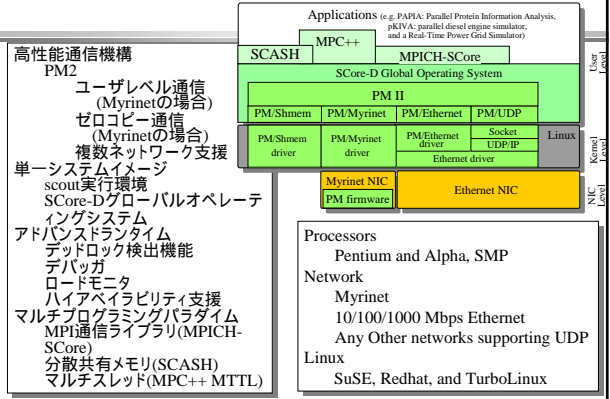 高性能通信機構
PM2
ユーザレベル通信
(Myrinetの場合)
ゼロコピー通信
(Myrinetの場合)
複数ネットワーク支援
単一システムイメージ
scout実行環境
SCore-Dグローバルオペレーテ
ィングシステム
アドバンスドランタイム
デッドロック検出機能
デバッガ
ロードモニタ
ハイアベイラビリティ支援
マルチプログラミングパラダイム
MPI通信ライブラリ(MPICH-
SCore)
分散共有メモリ(SCASH)
マルチスレッド(MPC++ MTTL)
Applications (e.g. PAPIA: Parallel Protein Information Analysis,
pKIVA: parallel diesel engine simulator,
and a Real-Time Power Grid Simulator)
MPC++
SCASH
MPICH-SCore
SCore-D Global Operating System
PM II
PM/Shmem
PM/Myrinet
PM/Ethernet
PM/UDP
PM/Shmem
driver
PM/Myrinet
driver
PM/Ethernet
driver
Socket
UDP/IP
Ethernet driver
Linux
Myrinet NIC
PM firmware
Ethernet NIC
User
Level
Kernel
Level
NIC
Level
Processors
Pentium and Alpha, SMP
Network
Myrinet
10/100/1000 Mbps Ethernet
Any Other networks supporting UDP
Linux
SuSE, Redhat, and TurboLinux